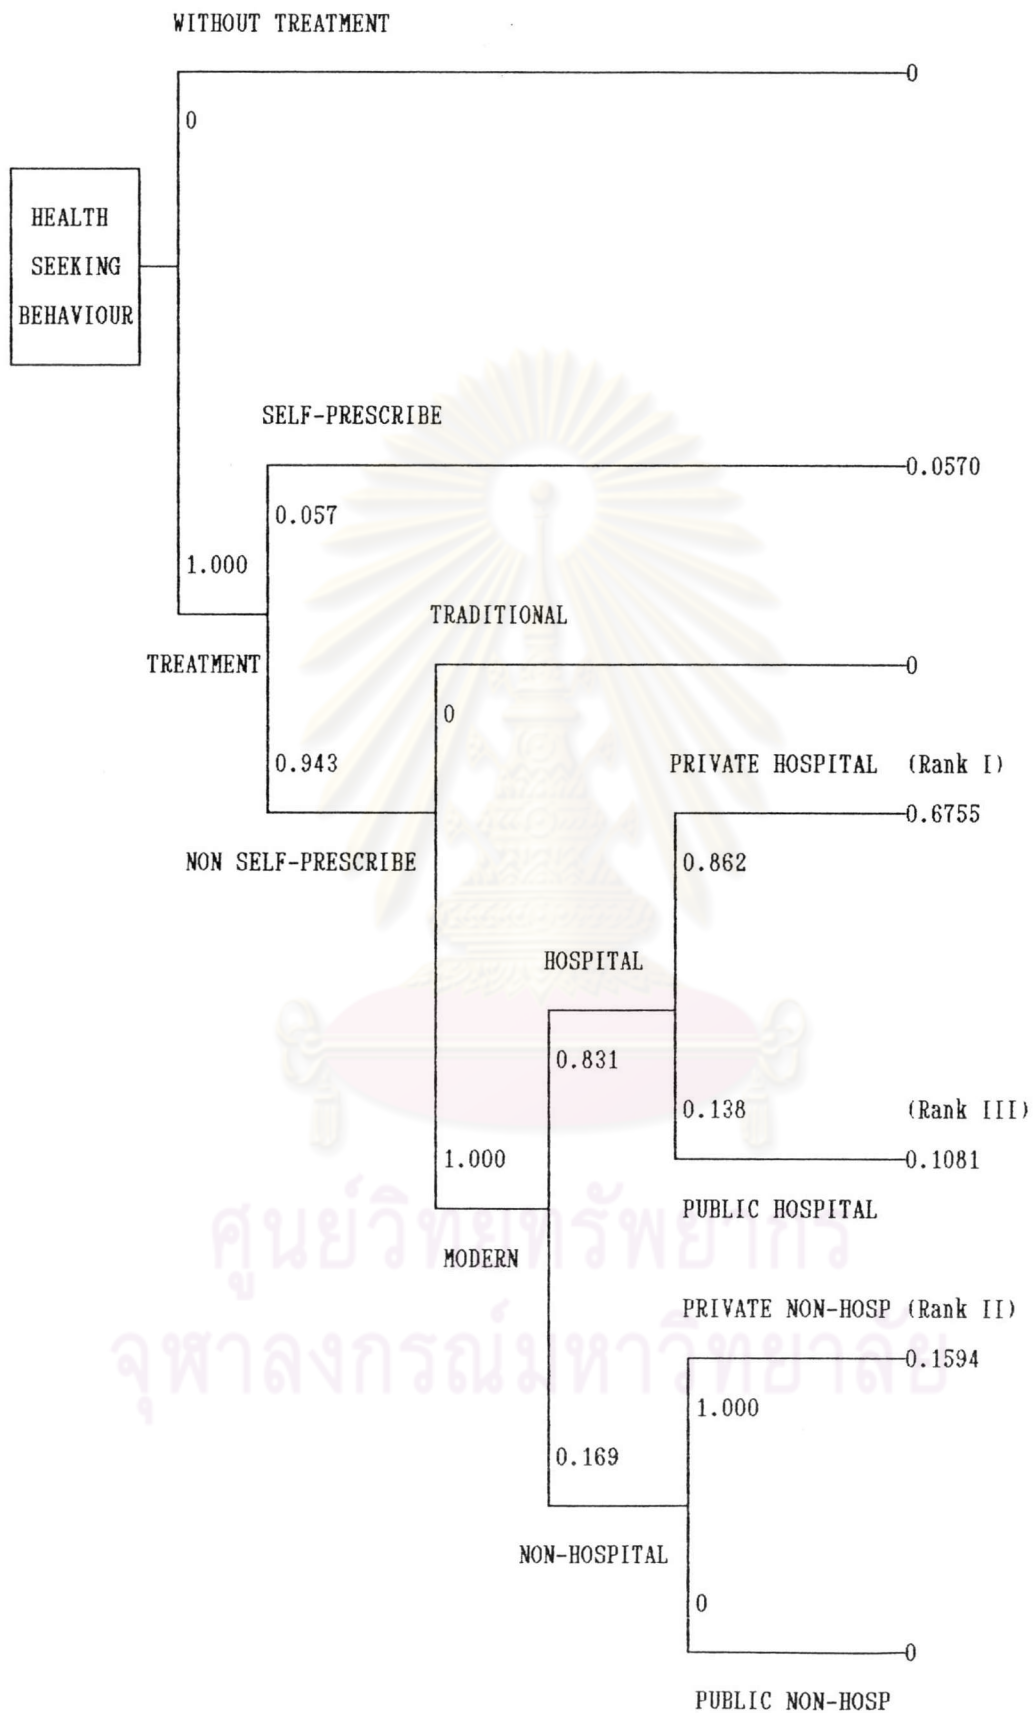 WITHOUT TREATMENT
0
0
HEALTH
SEEKING
BEHAVIOUR
SELF-PRESCRIBE
0.0570
0.057
1.000
TRADITIONAL
TREATMENT
0
0
0.943
PRIVATE HOSPITAL (Rank I)
0.6755
NON SELF-PRESCRIBE
0.862
HOSPITAL
0.831
0.138 (Rank III)
1.000
0.1081
PUBLIC HOSPITAL
ศูนย์วิทยทรัพยากร
MODERN
PRIVATE NON-HOSP (Rank II)
0.1594
จุฬาลงกรณ์มหาวิทยาลัย
1.000
0.169
NON-HOSPITAL
0
0
PUBLIC NON-HOSP